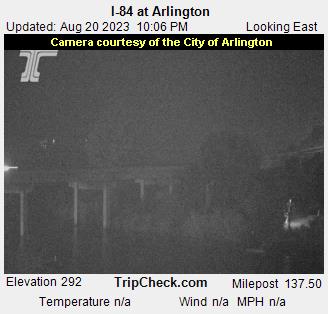 I-84 at Arlington
Updated: Aug 20 2023 10:06 PM Looking East
Camera courtesy of the City of Arlington
Elevation 292 TripCheck.com Milepost 137.50
Temperature n/a Wind n/a MPH n/a